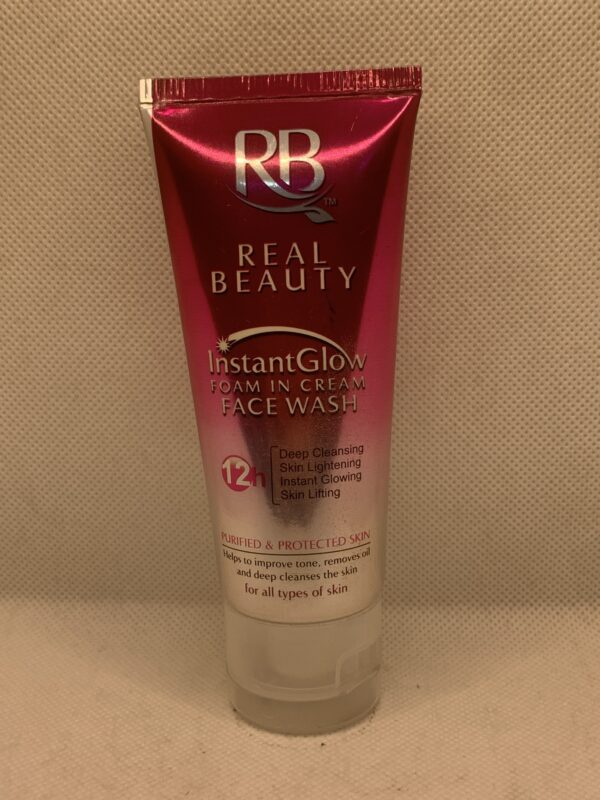 RB
TM
REAL
BEAUTY
InstantGlow
FOAM IN CREAM
FACE WASH
12h
Deep Cleansing
Skin Lightening
Instant Glowing
Skin Lifting
PURIFIED & PROTECTED SKIN
Helps to improve tone, removes oil
and deep cleanses the skin
for all types of skin